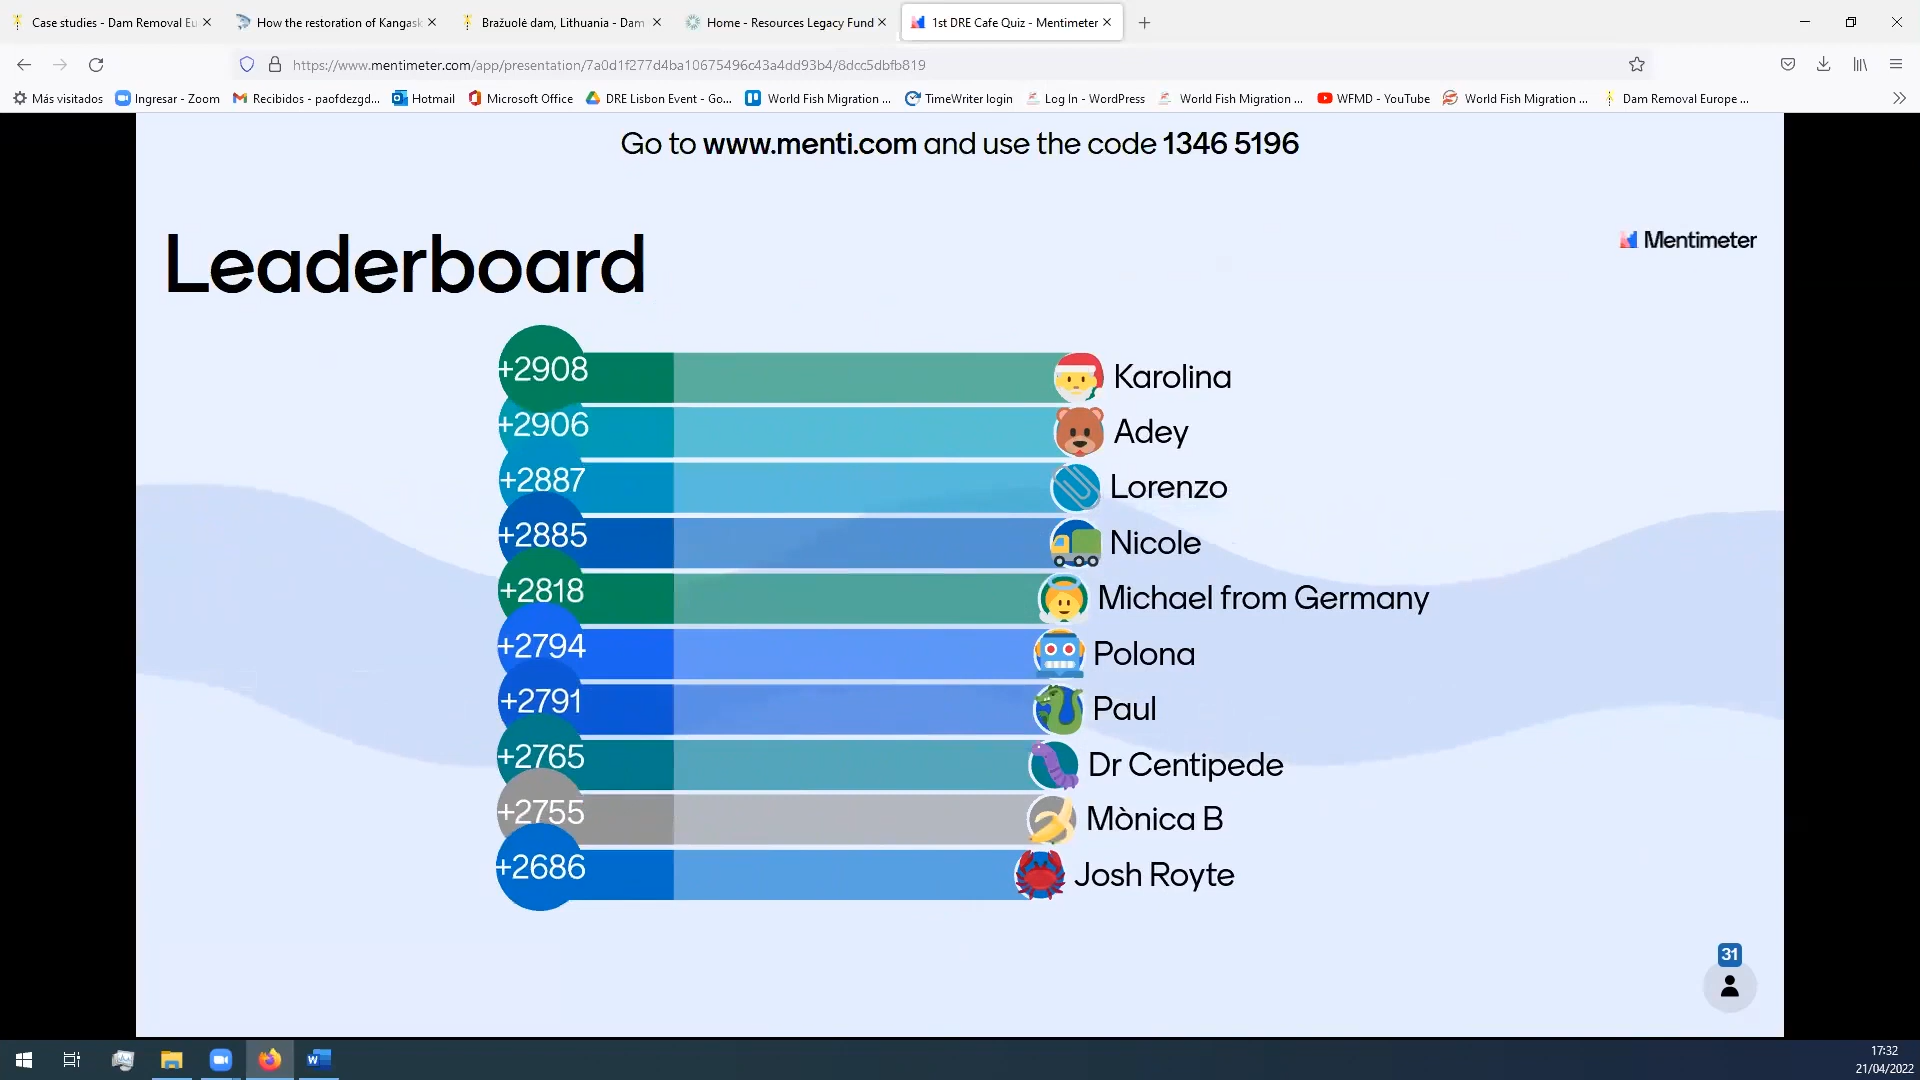 Case studies - Dam Removal Eu
How the restoration of Kangask
Bražuolė dam, Lithuania - Dam
Home - Resources Legacy Fund
1st DRE Cafe Quiz - Mentimeter
https://www.mentimeter.com/app/presentation/7a0d1f277d4ba10675496c43a4dd93b4/8dcc5dbfb819
Más visitados
Ingresar - Zoom
Recibidos - paofdezgd...
Hotmail
Microsoft Office
DRE Lisbon Event - Go...
World Fish Migration ...
TimeWriter login
Log In - WordPress
World Fish Migration ...
WFMD - YouTube
World Fish Migration ...
Dam Removal Europe ...
Go to www.menti.com and use the code 1346 5196
Leaderboard
Mentimeter
+2908 Karolina
+2906 Adey
+2887 Lorenzo
+2885 Nicole
+2818 Michael from Germany
+2794 Polona
+2791 Paul
+2765 Dr Centipede
+2755 Mònica B
+2686 Josh Royte
31
17:32
21/04/2022